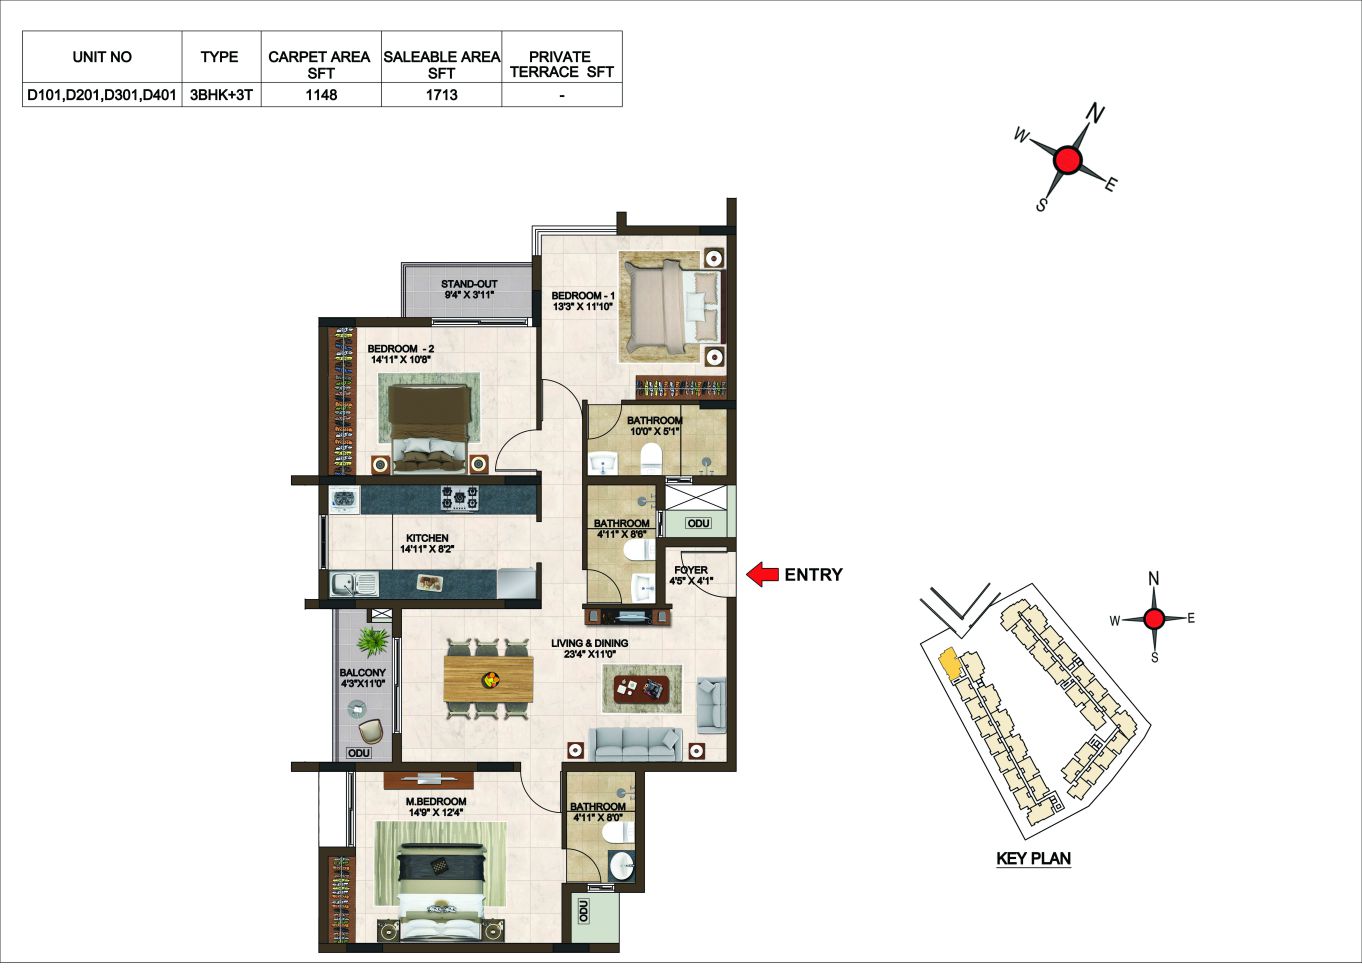 UNIT NO TYPE CARPET AREA SFT SALEABLE AREA SFT PRIVATE TERRACE SFT
D101,D201,D301,D401 3BHK+3T 1148 1713 -
N
W
E
S
STAND-OUT
9'4" X 3'11"
BEDROOM - 1
13'3" X 11'10"
BEDROOM - 2
14'11" X 10'8"
BATHROOM
10'0" X 5'1"
BATHROOM
4'11" X 8'6"
ODU
KITCHEN
14'11" X 8'2"
FOYER
4'5" X 4'1"
ENTRY
LIVING & DINING
23'4" X11'0"
BALCONY
4'3"X11'0"
ODU
M.BEDROOM
14'9" X 12'4"
BATHROOM
4'11" X 8'0"
ODU
N
W
E
S
KEY PLAN